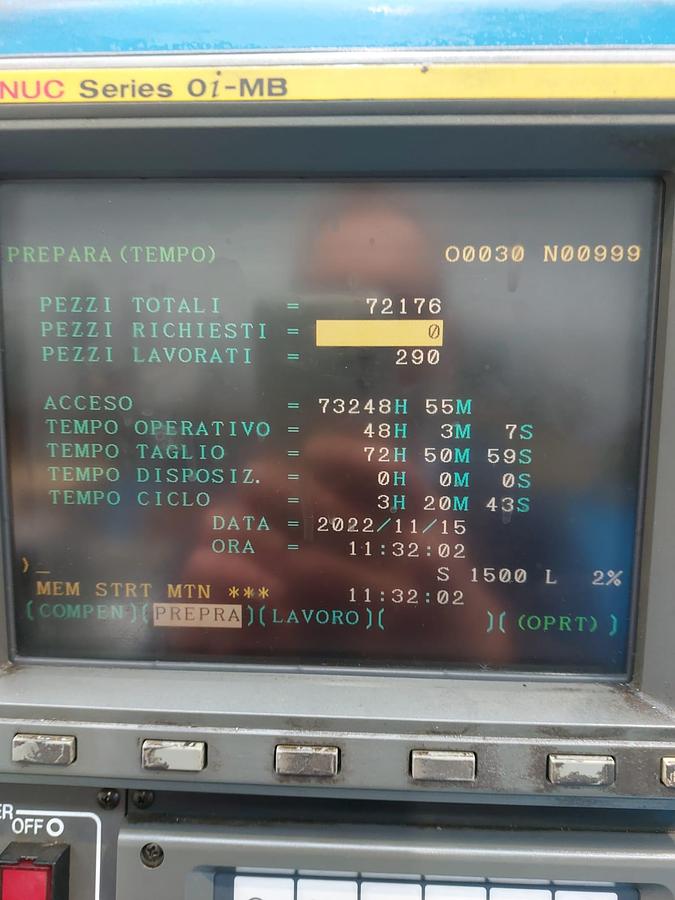 NUC Series 0i-MB
PREPARA(TEMPO) O0030 N00999
PEZZI TOTALI = 72176
PEZZI RICHIESTI = 0
PEZZI LAVORATI = 290
ACCESO = 73248H 55M
TEMPO OPERATIVO = 48H 3M 7S
TEMPO TAGLIO = 72H 50M 59S
TEMPO DISPOSIZ. = 0H 0M 0S
TEMPO CICLO = 3H 20M 43S
DATA = 2022/11/15
ORA = 11:32:02
)_
S 1500 L 2%
MEM STRT MTN *** 11:32:02
(COMPEN)(PREPRA)(LAVORO)( )( (OPRT) )
ER
OFF